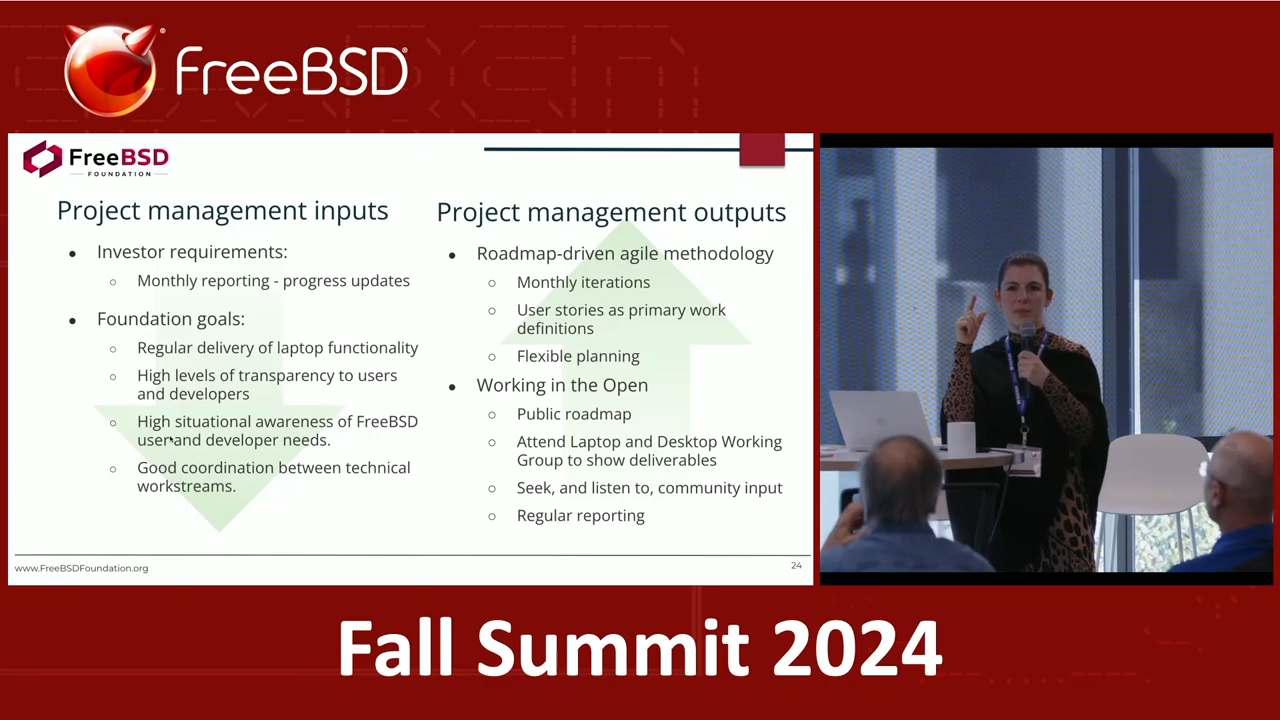 FreeBSD®
FreeBSD
FOUNDATION
Project management inputs
• Investor requirements:
○ Monthly reporting - progress updates
• Foundation goals:
○ Regular delivery of laptop functionality
○ High levels of transparency to users
and developers
○ High situational awareness of FreeBSD
user and developer needs.
○ Good coordination between technical
workstreams.
Project management outputs
• Roadmap-driven agile methodology
○ Monthly iterations
○ User stories as primary work
definitions
○ Flexible planning
• Working in the Open
○ Public roadmap
○ Attend Laptop and Desktop Working
Group to show deliverables
○ Seek, and listen to, community input
○ Regular reporting
www.FreeBSDFoundation.org
24
Fall Summit 2024